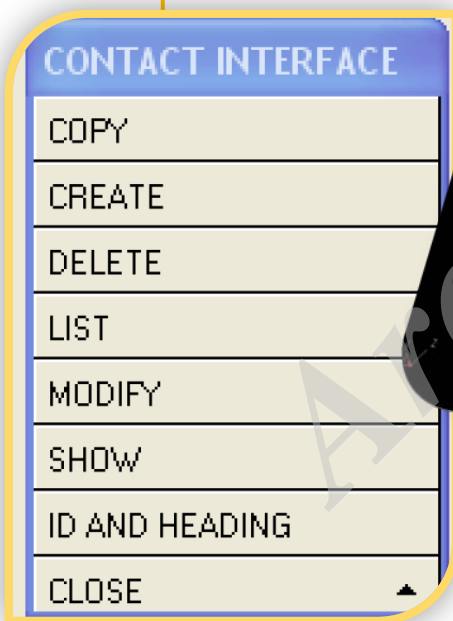 CONTACT INTERFACE
COPY
CREATE
DELETE
LIST
MODIFY
SHOW
ID AND HEADING
CLOSE